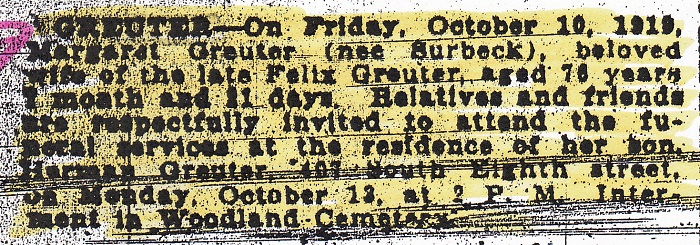 GREUTER—On Friday, October 10, 1919,
Margaret Greuter (nee Surbeck), beloved
wife of the late Felix Greuter, aged 76 years
1 month and 11 days. Relatives and friends
are respectfully invited to attend the fu-
neral services at the residence of her son,
Herman Greuter, 401 South Eighth street,
on Monday, October 13, at 2 P. M. Inter-
ment in Woodland Cemetery.